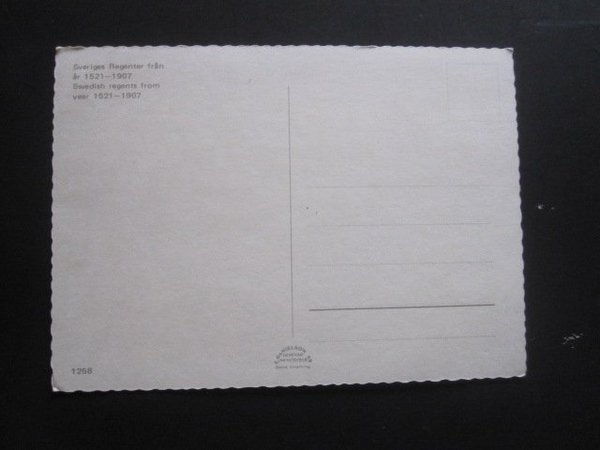 Sveriges Regenter från
år 1521—1907
Swedish regents from
year 1521—1907
1268